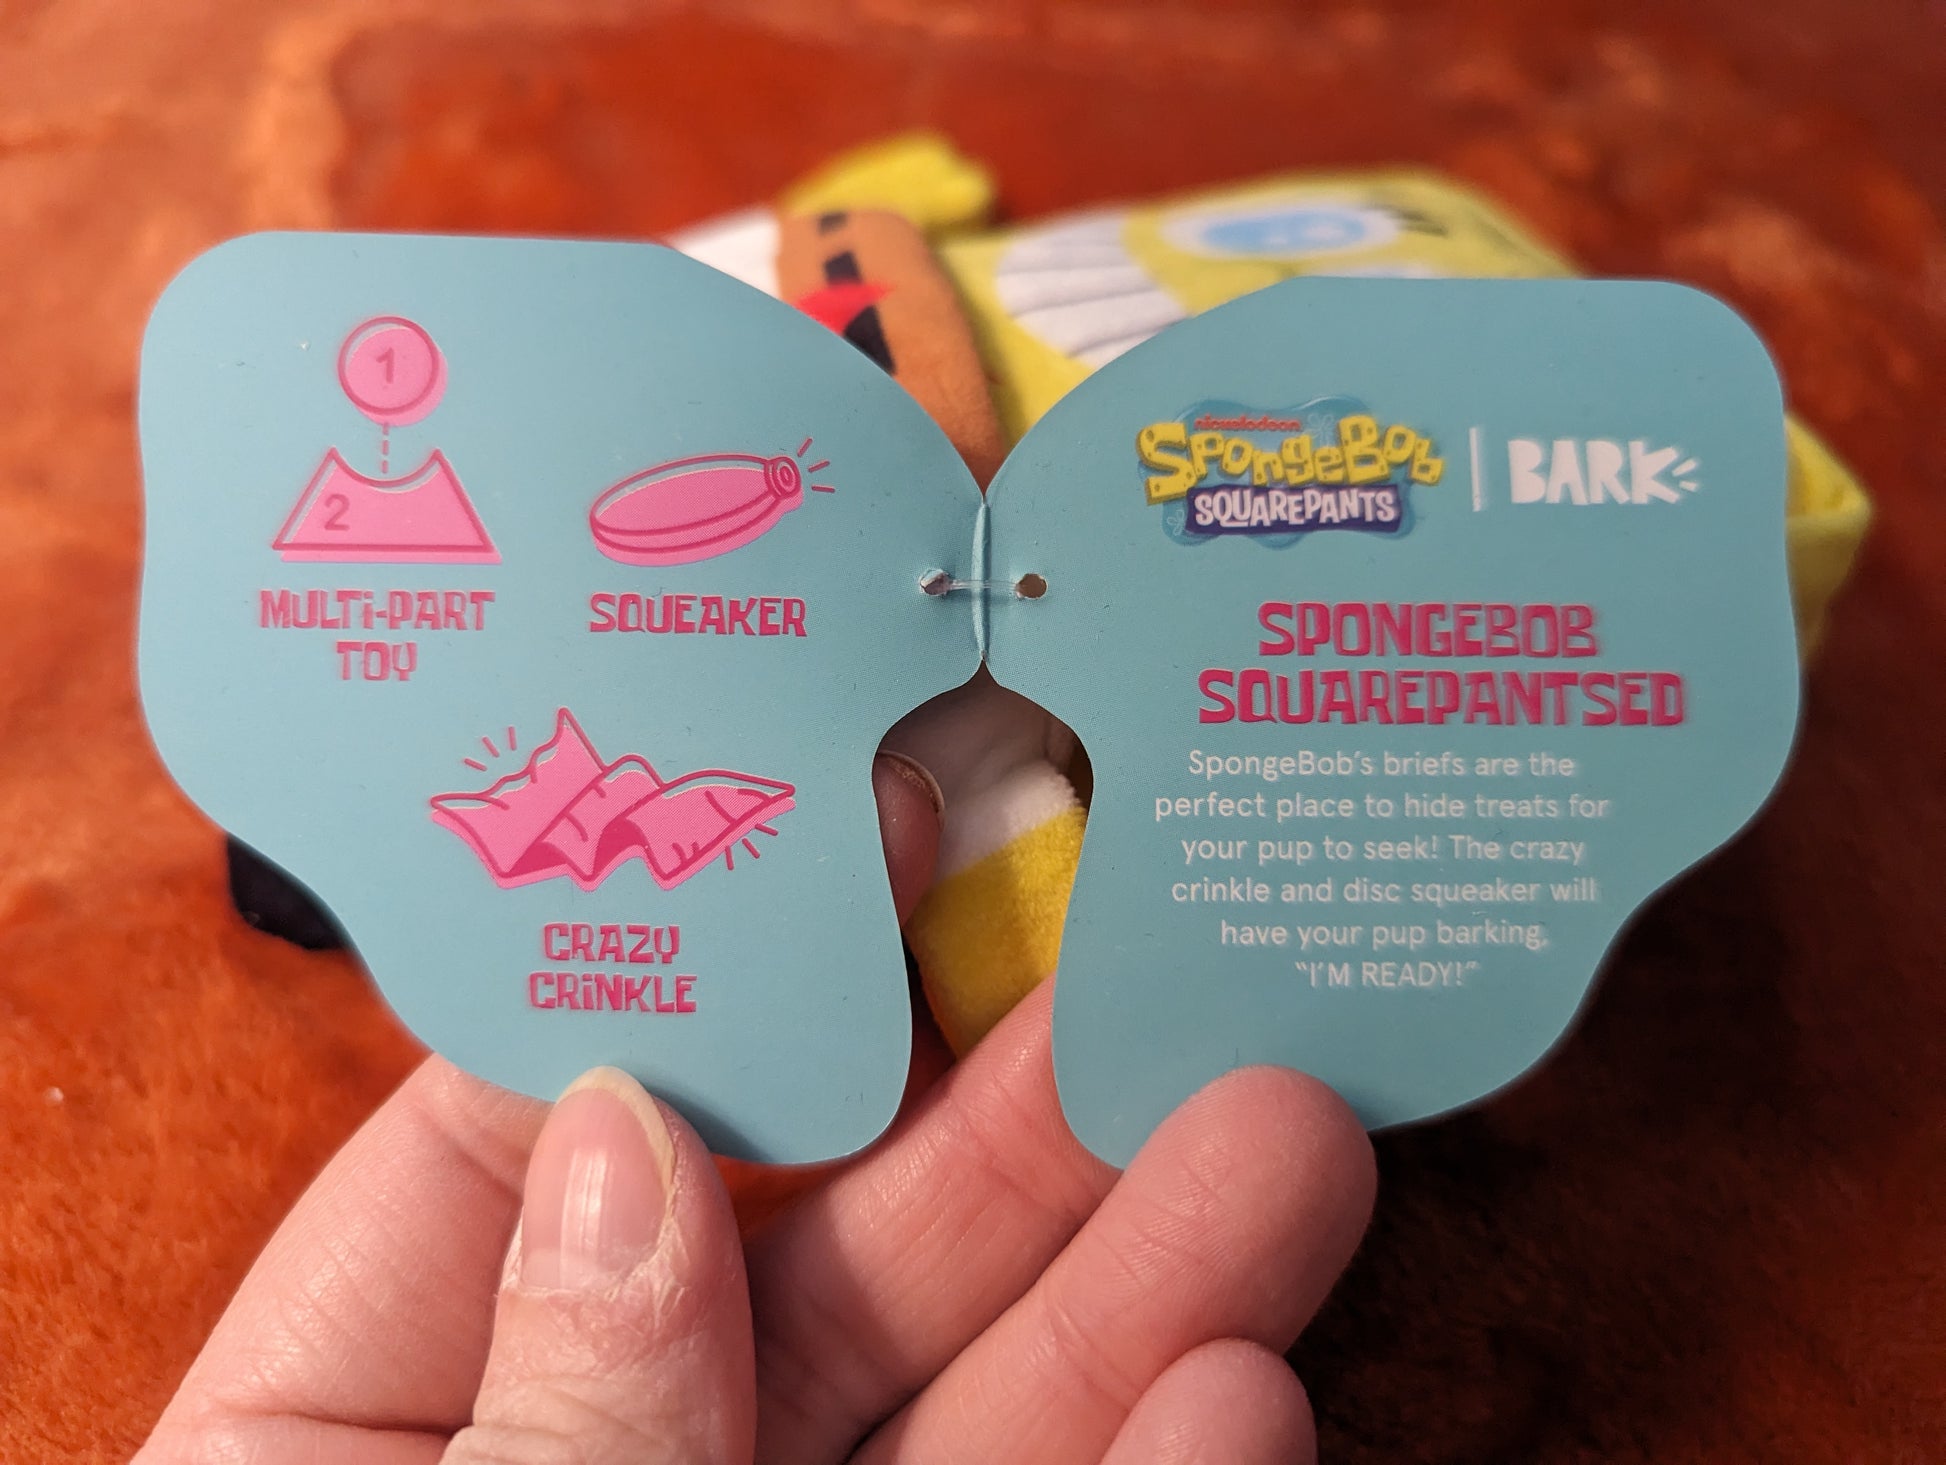 1
2
MULTi-PART
TOY
SQUEAKER
CRAZY
CRiNKLE
nickelodeon
SPONGEBOB
SQUAREPANTS
BARK
SPONGEBOB
SQUAREPANTSED
SpongeBob's briefs are the
perfect place to hide treats for
your pup to seek! The crazy
crinkle and disc squeaker will
have your pup barking,
"I'M READY!"